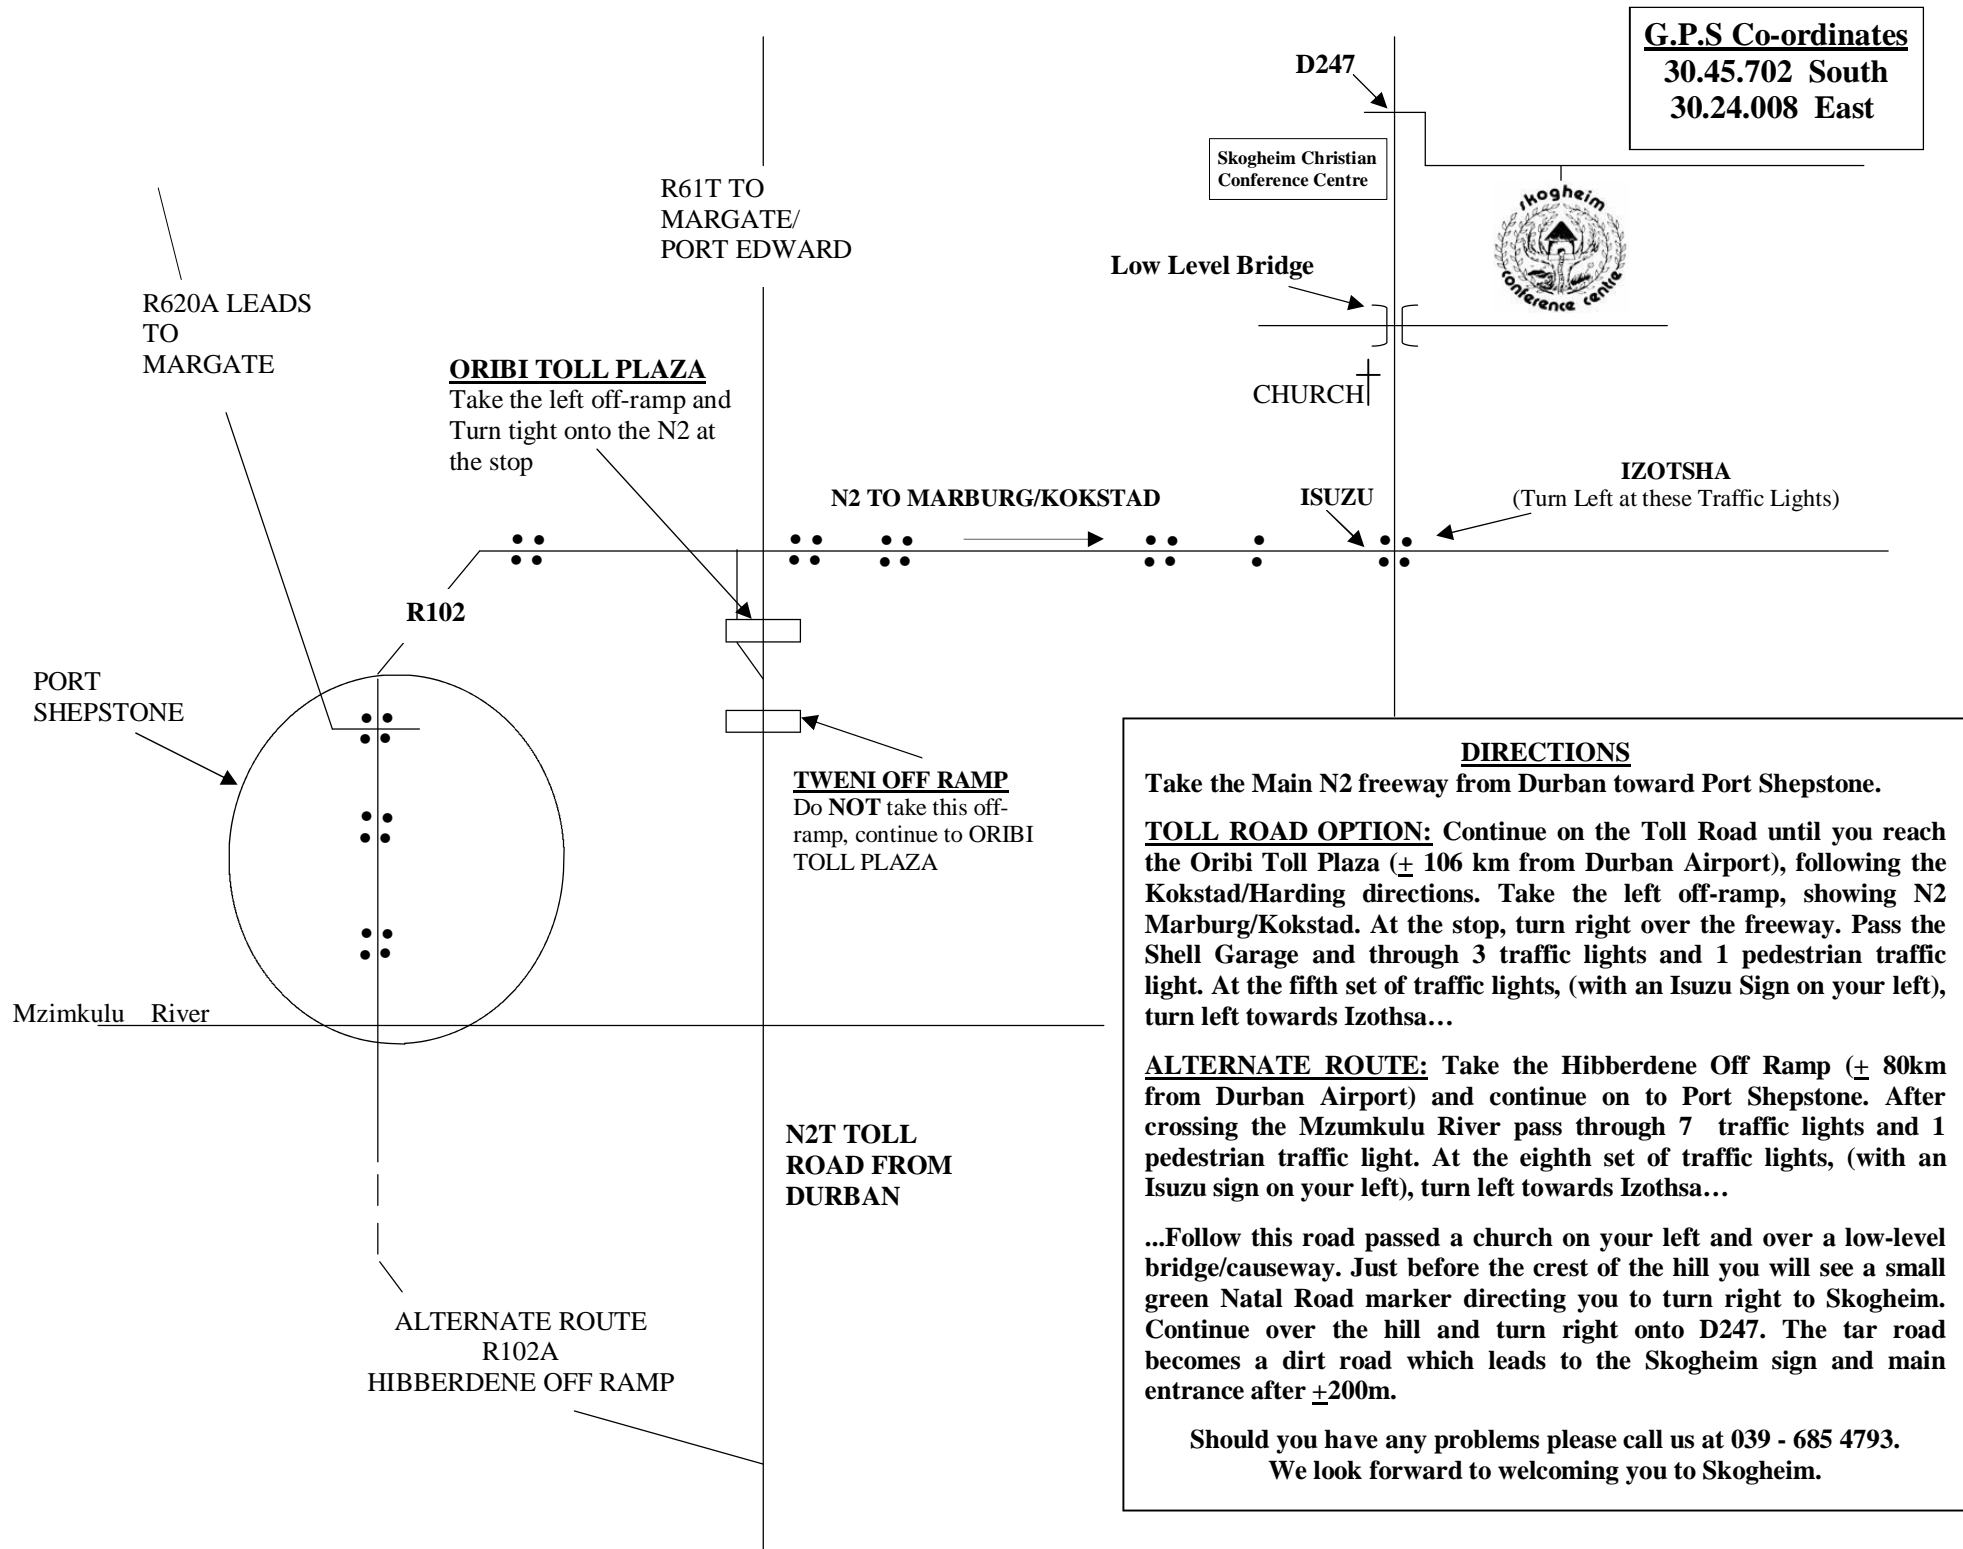 G.P.S Co-ordinates
30.45.702 South
30.24.008 East
D247
Skogheim Christian
Conference Centre
skogheim
conference centre
R61T TO
MARGATE/
PORT EDWARD
Low Level Bridge
R620A LEADS
TO
MARGATE
ORIBI TOLL PLAZA
Take the left off-ramp and
Turn tight onto the N2 at
the stop
CHURCH
N2 TO MARBURG/KOKSTAD
ISUZU
IZOTSHA
(Turn Left at these Traffic Lights)
R102
PORT
SHEPSTONE
TWENI OFF RAMP
Do NOT take this off-
ramp, continue to ORIBI
TOLL PLAZA
Mzimkulu River
N2T TOLL
ROAD FROM
DURBAN
ALTERNATE ROUTE
R102A
HIBBERDENE OFF RAMP
DIRECTIONS
Take the Main N2 freeway from Durban toward Port Shepstone.
TOLL ROAD OPTION: Continue on the Toll Road until you reach
the Oribi Toll Plaza (± 106 km from Durban Airport), following the
Kokstad/Harding directions. Take the left off-ramp, showing N2
Marburg/Kokstad. At the stop, turn right over the freeway. Pass the
Shell Garage and through 3 traffic lights and 1 pedestrian traffic
light. At the fifth set of traffic lights, (with an Isuzu Sign on your left),
turn left towards Izothsa…
ALTERNATE ROUTE: Take the Hibberdene Off Ramp (± 80km
from Durban Airport) and continue on to Port Shepstone. After
crossing the Mzumkulu River pass through 7 traffic lights and 1
pedestrian traffic light. At the eighth set of traffic lights, (with an
Isuzu sign on your left), turn left towards Izothsa…
...Follow this road passed a church on your left and over a low-level
bridge/causeway. Just before the crest of the hill you will see a small
green Natal Road marker directing you to turn right to Skogheim.
Continue over the hill and turn right onto D247. The tar road
becomes a dirt road which leads to the Skogheim sign and main
entrance after ±200m.
Should you have any problems please call us at 039 - 685 4793.
We look forward to welcoming you to Skogheim.